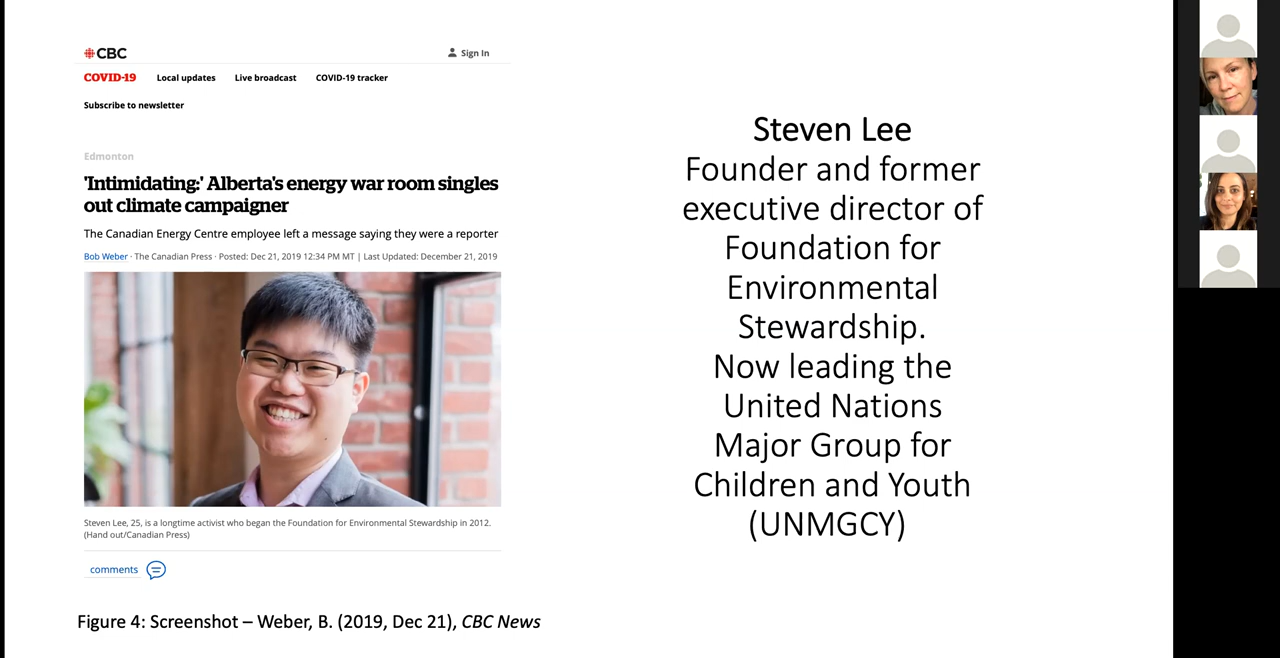 CBC
Sign In
COVID-19 Local updates Live broadcast COVID-19 tracker
Subscribe to newsletter
Edmonton
'Intimidating:' Alberta's energy war room singles
out climate campaigner
The Canadian Energy Centre employee left a message saying they were a reporter
Bob Weber · The Canadian Press · Posted: Dec 21, 2019 12:34 PM MT | Last Updated: December 21, 2019
Steven Lee, 25, is a longtime activist who began the Foundation for Environmental Stewardship in 2012.
(Hand out/Canadian Press)
comments
Figure 4: Screenshot – Weber, B. (2019, Dec 21), CBC News
Steven Lee
Founder and former
executive director of
Foundation for
Environmental
Stewardship.
Now leading the
United Nations
Major Group for
Children and Youth
(UNMGCY)